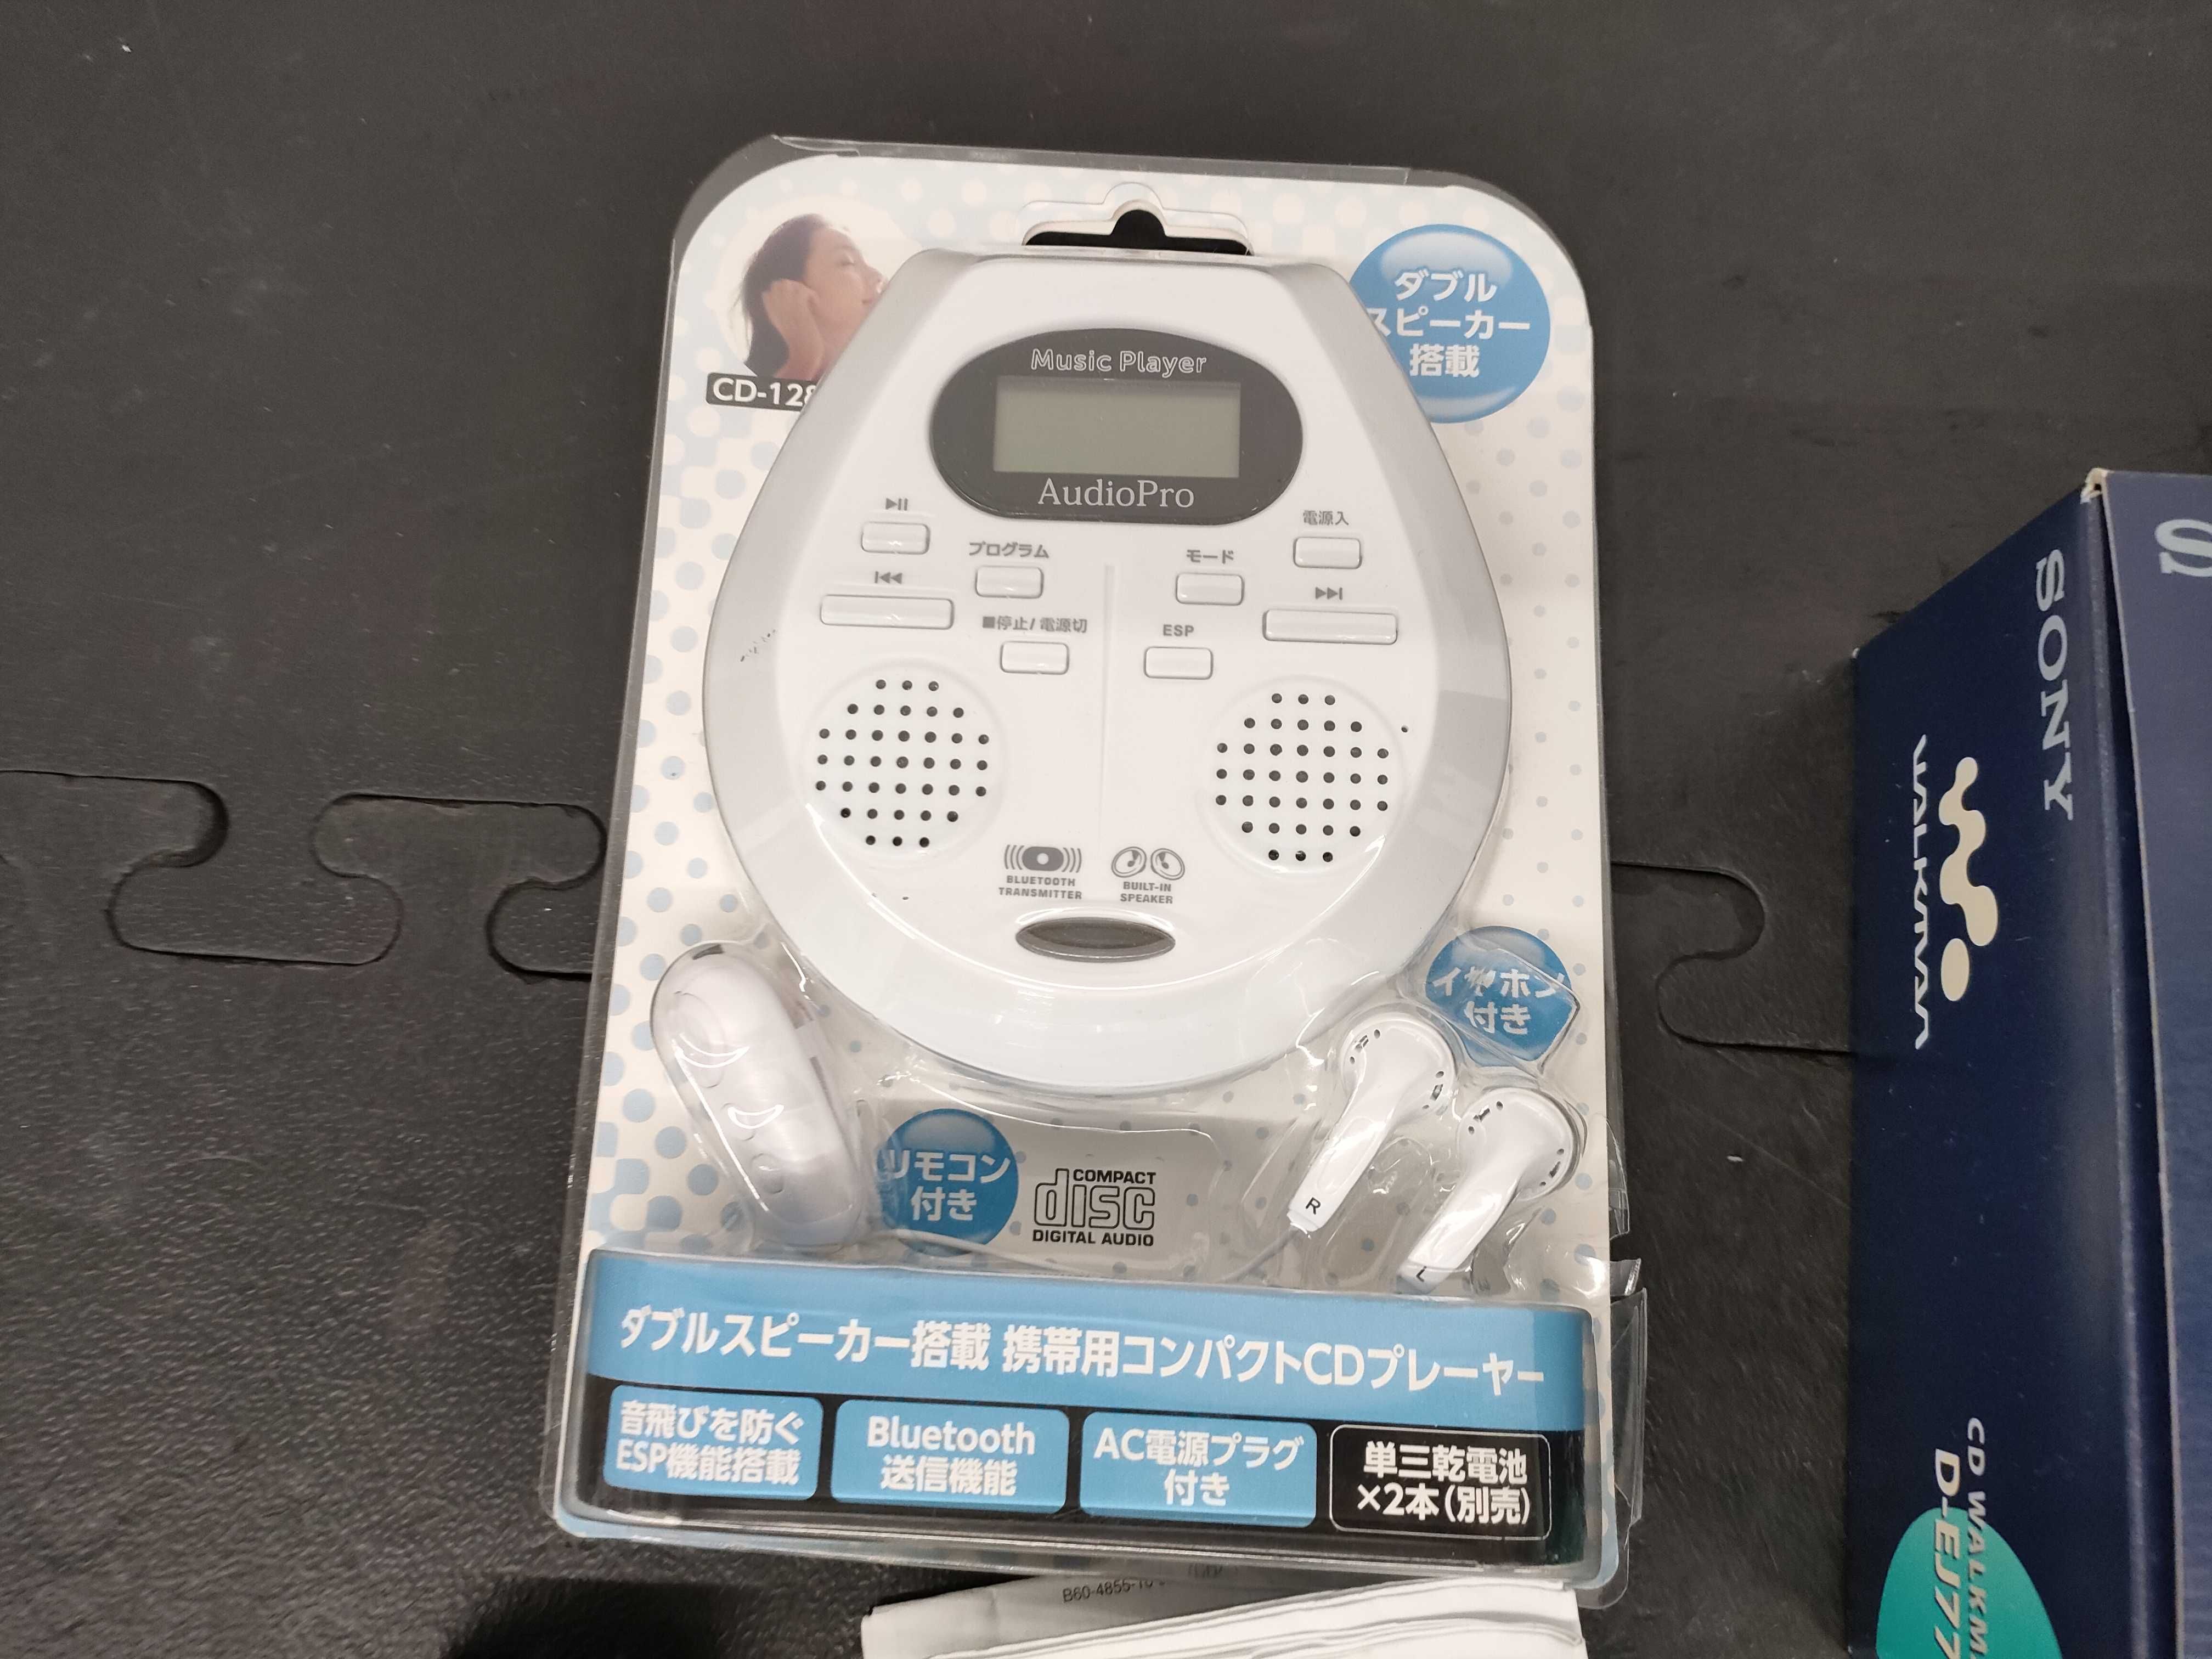 ダブル
スピーカー
搭載
CD-128
Music Player
AudioPro
電源入
プログラム
モード
■停止/電源切
ESP
BLUETOOTH
TRANSMITTER
BUILT-IN
SPEAKER
イヤホン
付き
リモコン
付き
COMPACT
disc
DIGITAL AUDIO
R
L
ダブルスピーカー搭載 携帯用コンパクトCDプレーヤー
音飛びを防ぐ
ESP機能搭載
Bluetooth
送信機能
AC電源プラグ
付き
単三乾電池
×2本(別売)
B60-4855-10
S
SONY
WALKMAN
CD WALKMA
D-EJ77